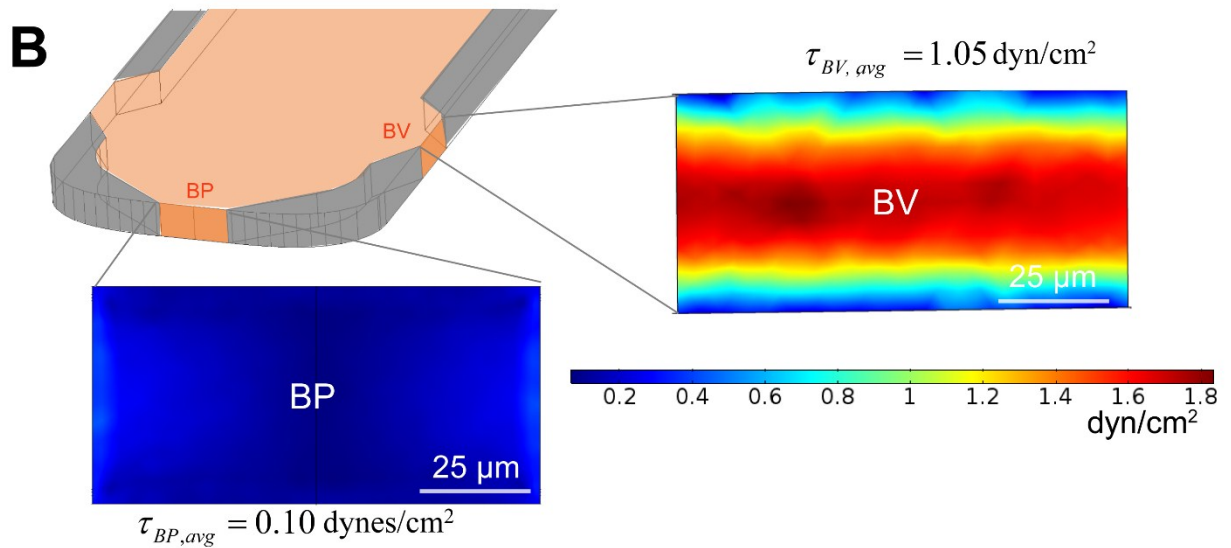 B
τBV, avg = 1.05 dyn/cm²
BV
BP
BV
25 μm
BP
25 μm
0.2 0.4 0.6 0.8 1 1.2 1.4 1.6 1.8
dyn/cm²
τBP,avg = 0.10 dynes/cm²